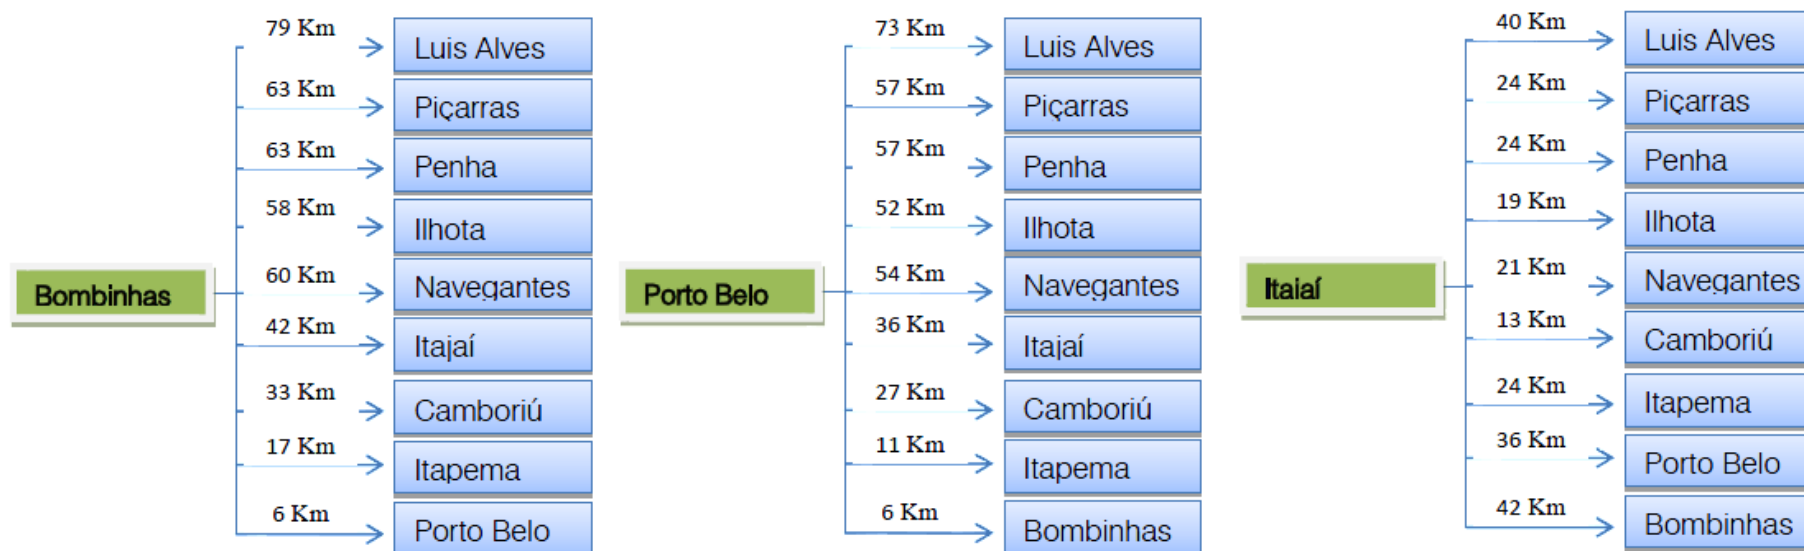 Bombinhas
79 Km
Luis Alves
63 Km
Piçarras
63 Km
Penha
58 Km
Ilhota
60 Km
Navegantes
42 Km
Itajaí
33 Km
Camboriú
17 Km
Itapema
6 Km
Porto Belo
Porto Belo
73 Km
Luis Alves
57 Km
Piçarras
57 Km
Penha
52 Km
Ilhota
54 Km
Navegantes
36 Km
Itajaí
27 Km
Camboriú
11 Km
Itapema
6 Km
Bombinhas
Itaiaí
40 Km
Luis Alves
24 Km
Piçarras
24 Km
Penha
19 Km
Ilhota
21 Km
Navegantes
13 Km
Camboriú
24 Km
Itapema
36 Km
Porto Belo
42 Km
Bombinhas